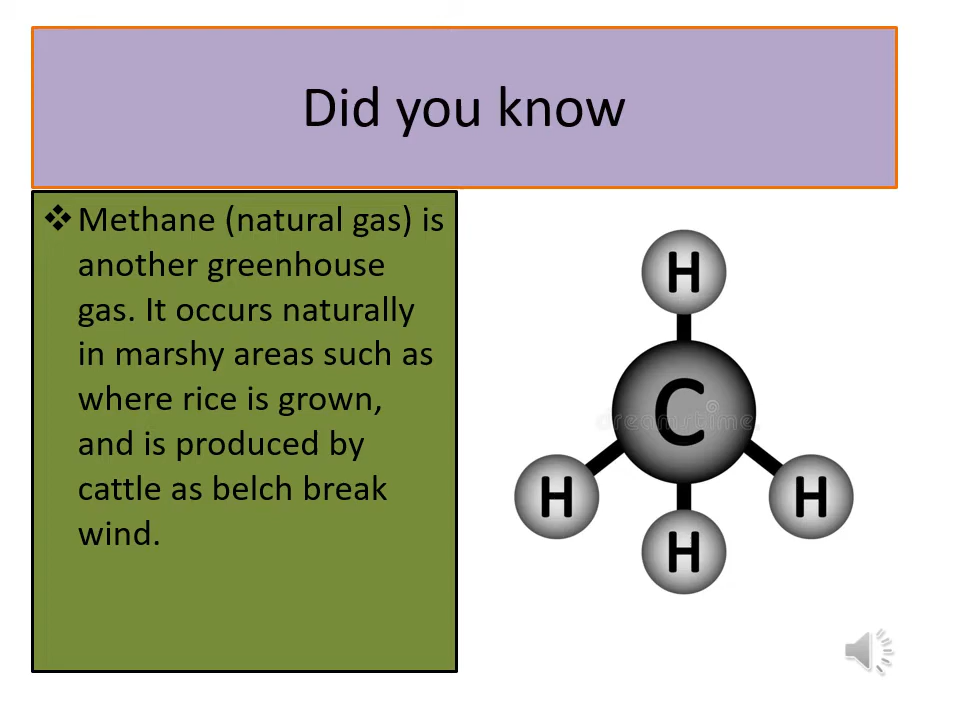 Did you know
❖ Methane (natural gas) is
another greenhouse
gas. It occurs naturally
in marshy areas such as
where rice is grown,
and is produced by
cattle as belch break
wind.
H
C
dreamstime.
H
H
H